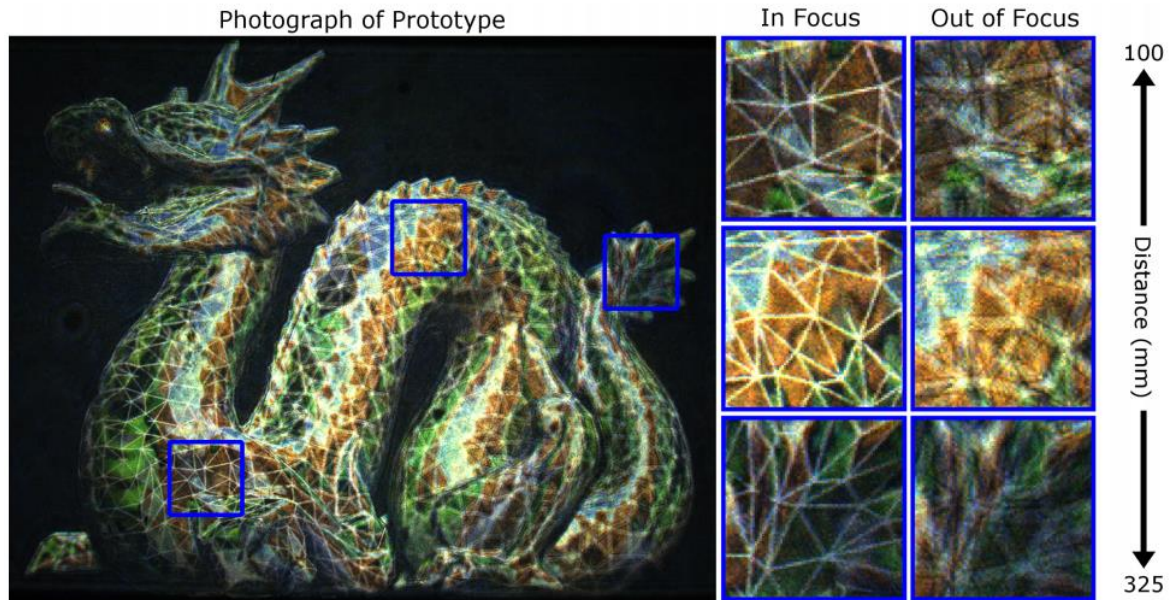 Photograph of Prototype
In Focus
Out of Focus
100
Distance (mm)
325